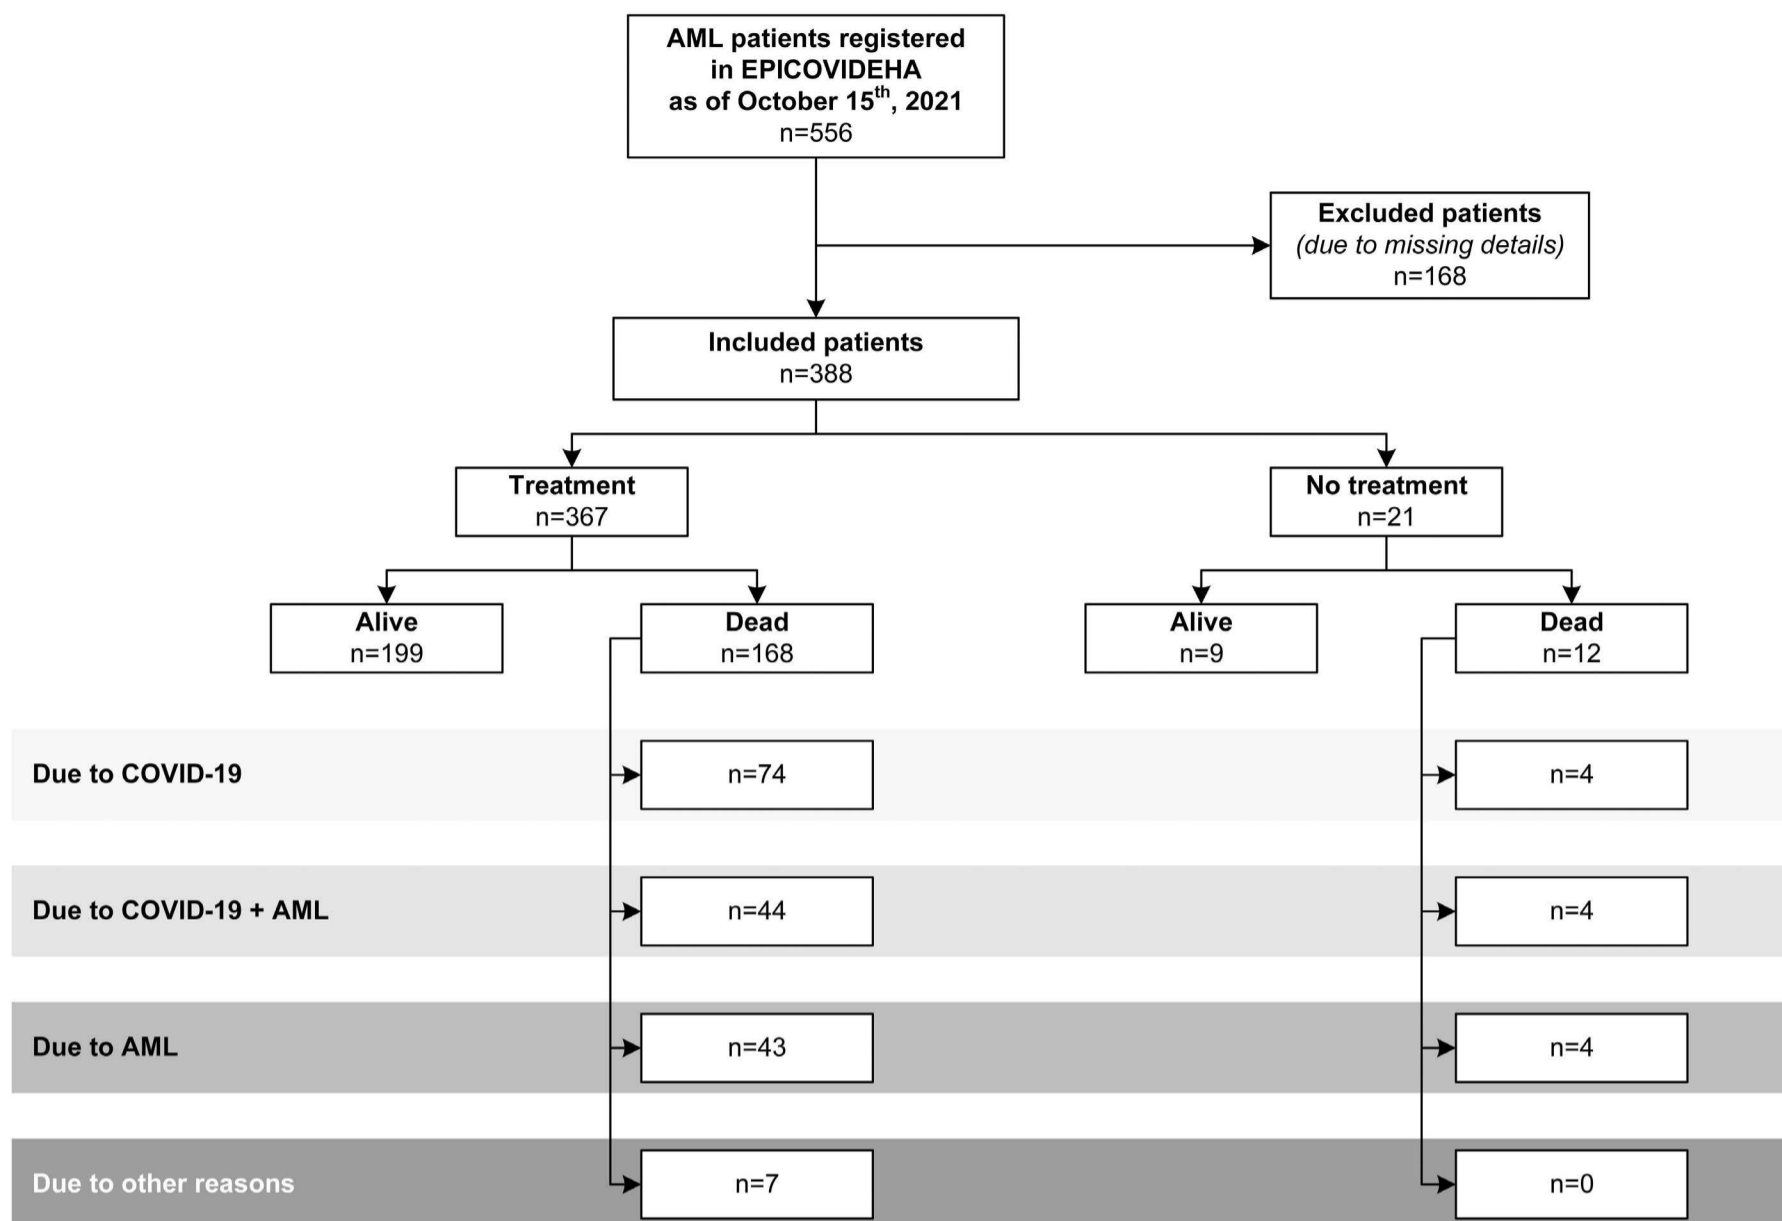 AML patients registered
in EPICOVIDEHA
as of October 15th, 2021
n=556
Excluded patients
(due to missing details)
n=168
Included patients
n=388
Treatment
n=367
No treatment
n=21
Alive
n=199
Dead
n=168
Alive
n=9
Dead
n=12
Due to COVID-19
n=74
n=4
Due to COVID-19 + AML
n=44
n=4
Due to AML
n=43
n=4
Due to other reasons
n=7
n=0